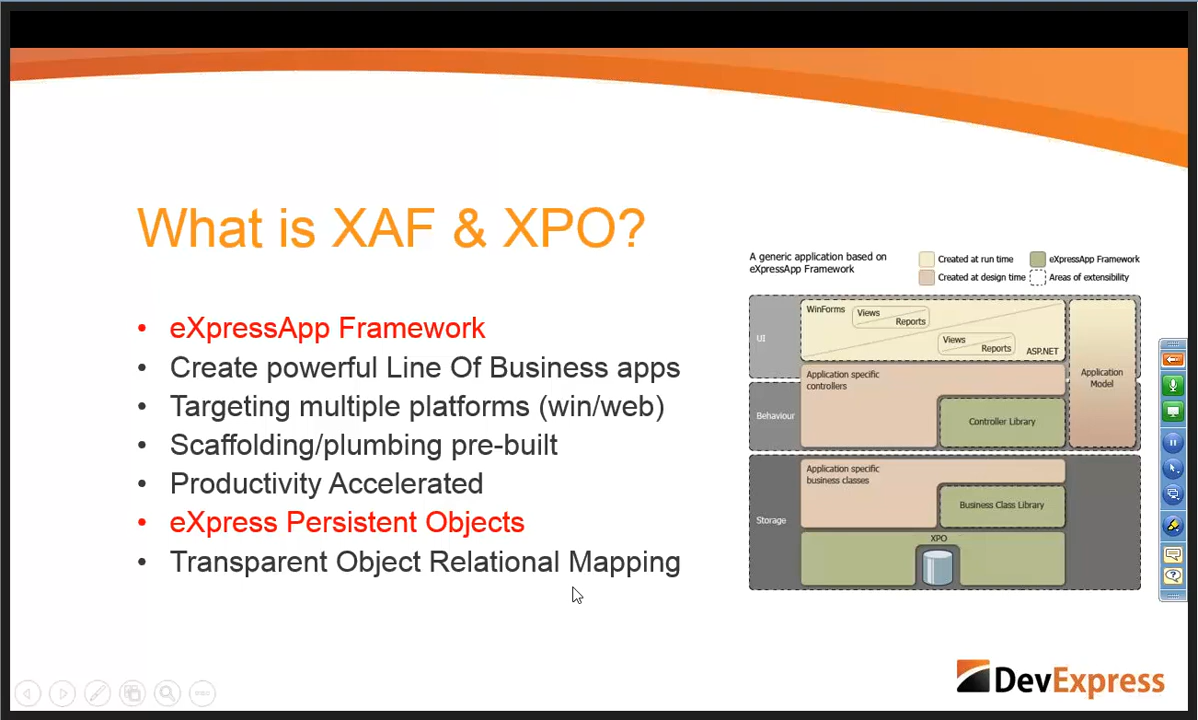 What is XAF & XPO?
• eXpressApp Framework
• Create powerful Line Of Business apps
• Targeting multiple platforms (win/web)
• Scaffolding/plumbing pre-built
• Productivity Accelerated
• eXpress Persistent Objects
• Transparent Object Relational Mapping
A generic application based on
eXpressApp Framework
Created at run time
eXpressApp Framework
Created at design time
Areas of extensibility
UI
WinForms
Views
Reports
Views
Reports
ASP.NET
Application
Model
Application specific
controllers
Behaviour
Controller Library
Storage
Application specific
business classes
Business Class Library
XPO
DevExpress